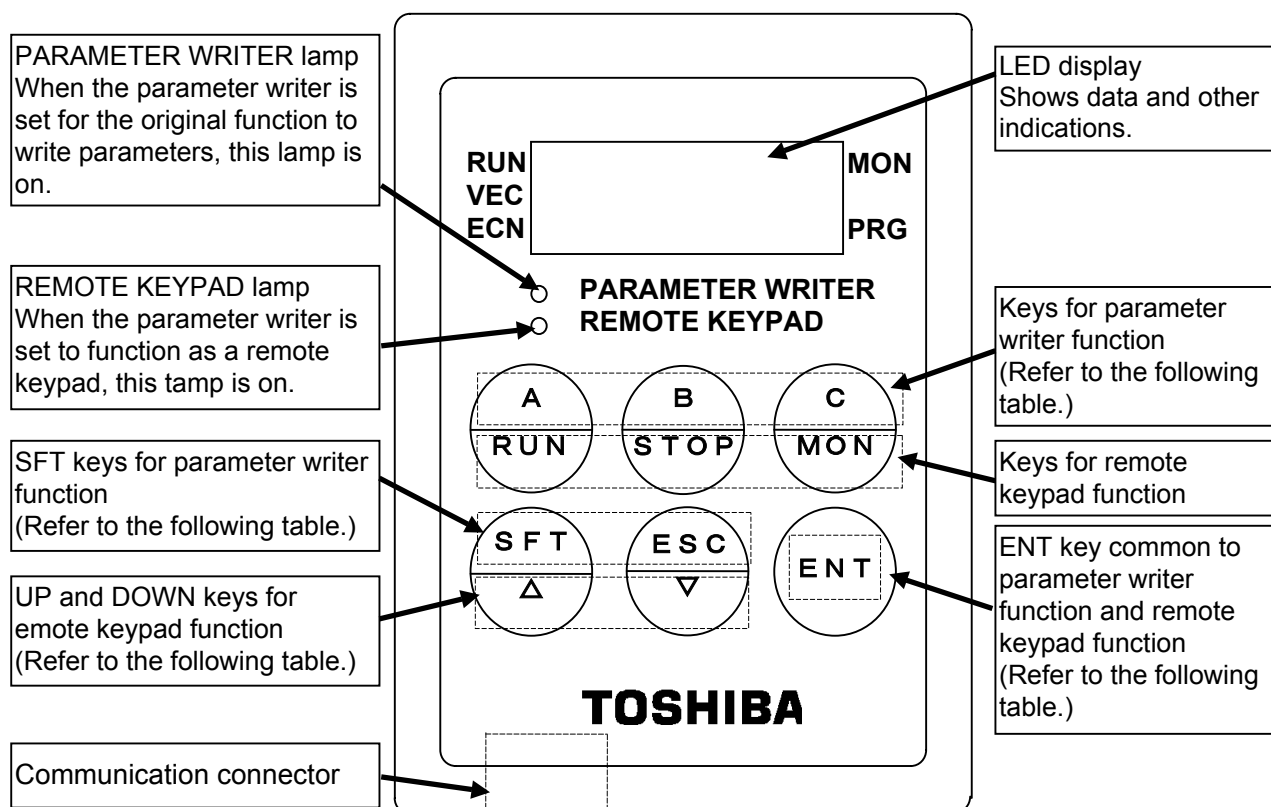 PARAMETER WRITER lamp
When the parameter writer is
set for the original function to
write parameters, this lamp is
on.
REMOTE KEYPAD lamp
When the parameter writer is
set to function as a remote
keypad, this tamp is on.
SFT keys for parameter writer
function
(Refer to the following table.)
UP and DOWN keys for
emote keypad function
(Refer to the following table.)
Communication connector
RUN
VEC
ECN
MON
PRG
PARAMETER WRITER
REMOTE KEYPAD
A B C
RUN STOP MON
SFT ESC
△ ▽ ENT
TOSHIBA
LED display
Shows data and other
indications.
Keys for parameter
writer function
(Refer to the following
table.)
Keys for remote
keypad function
ENT key common to
parameter writer
function and remote
keypad function
(Refer to the following
table.)